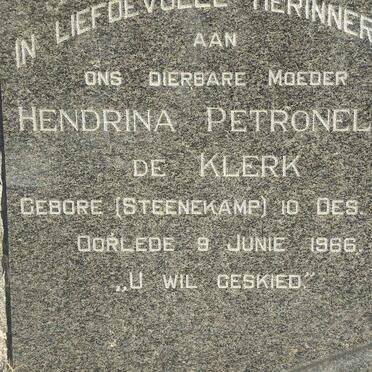 IN LIEFDEVOLLE HERINNER
AAN
ONS DIERBARE MOEDER
HENDRINA PETRONEL
DE KLERK
GEBORE (STEENEKAMP) 10 DES.
OORLEDE 9 JUNIE 1966.
„U WIL GESKIED.”